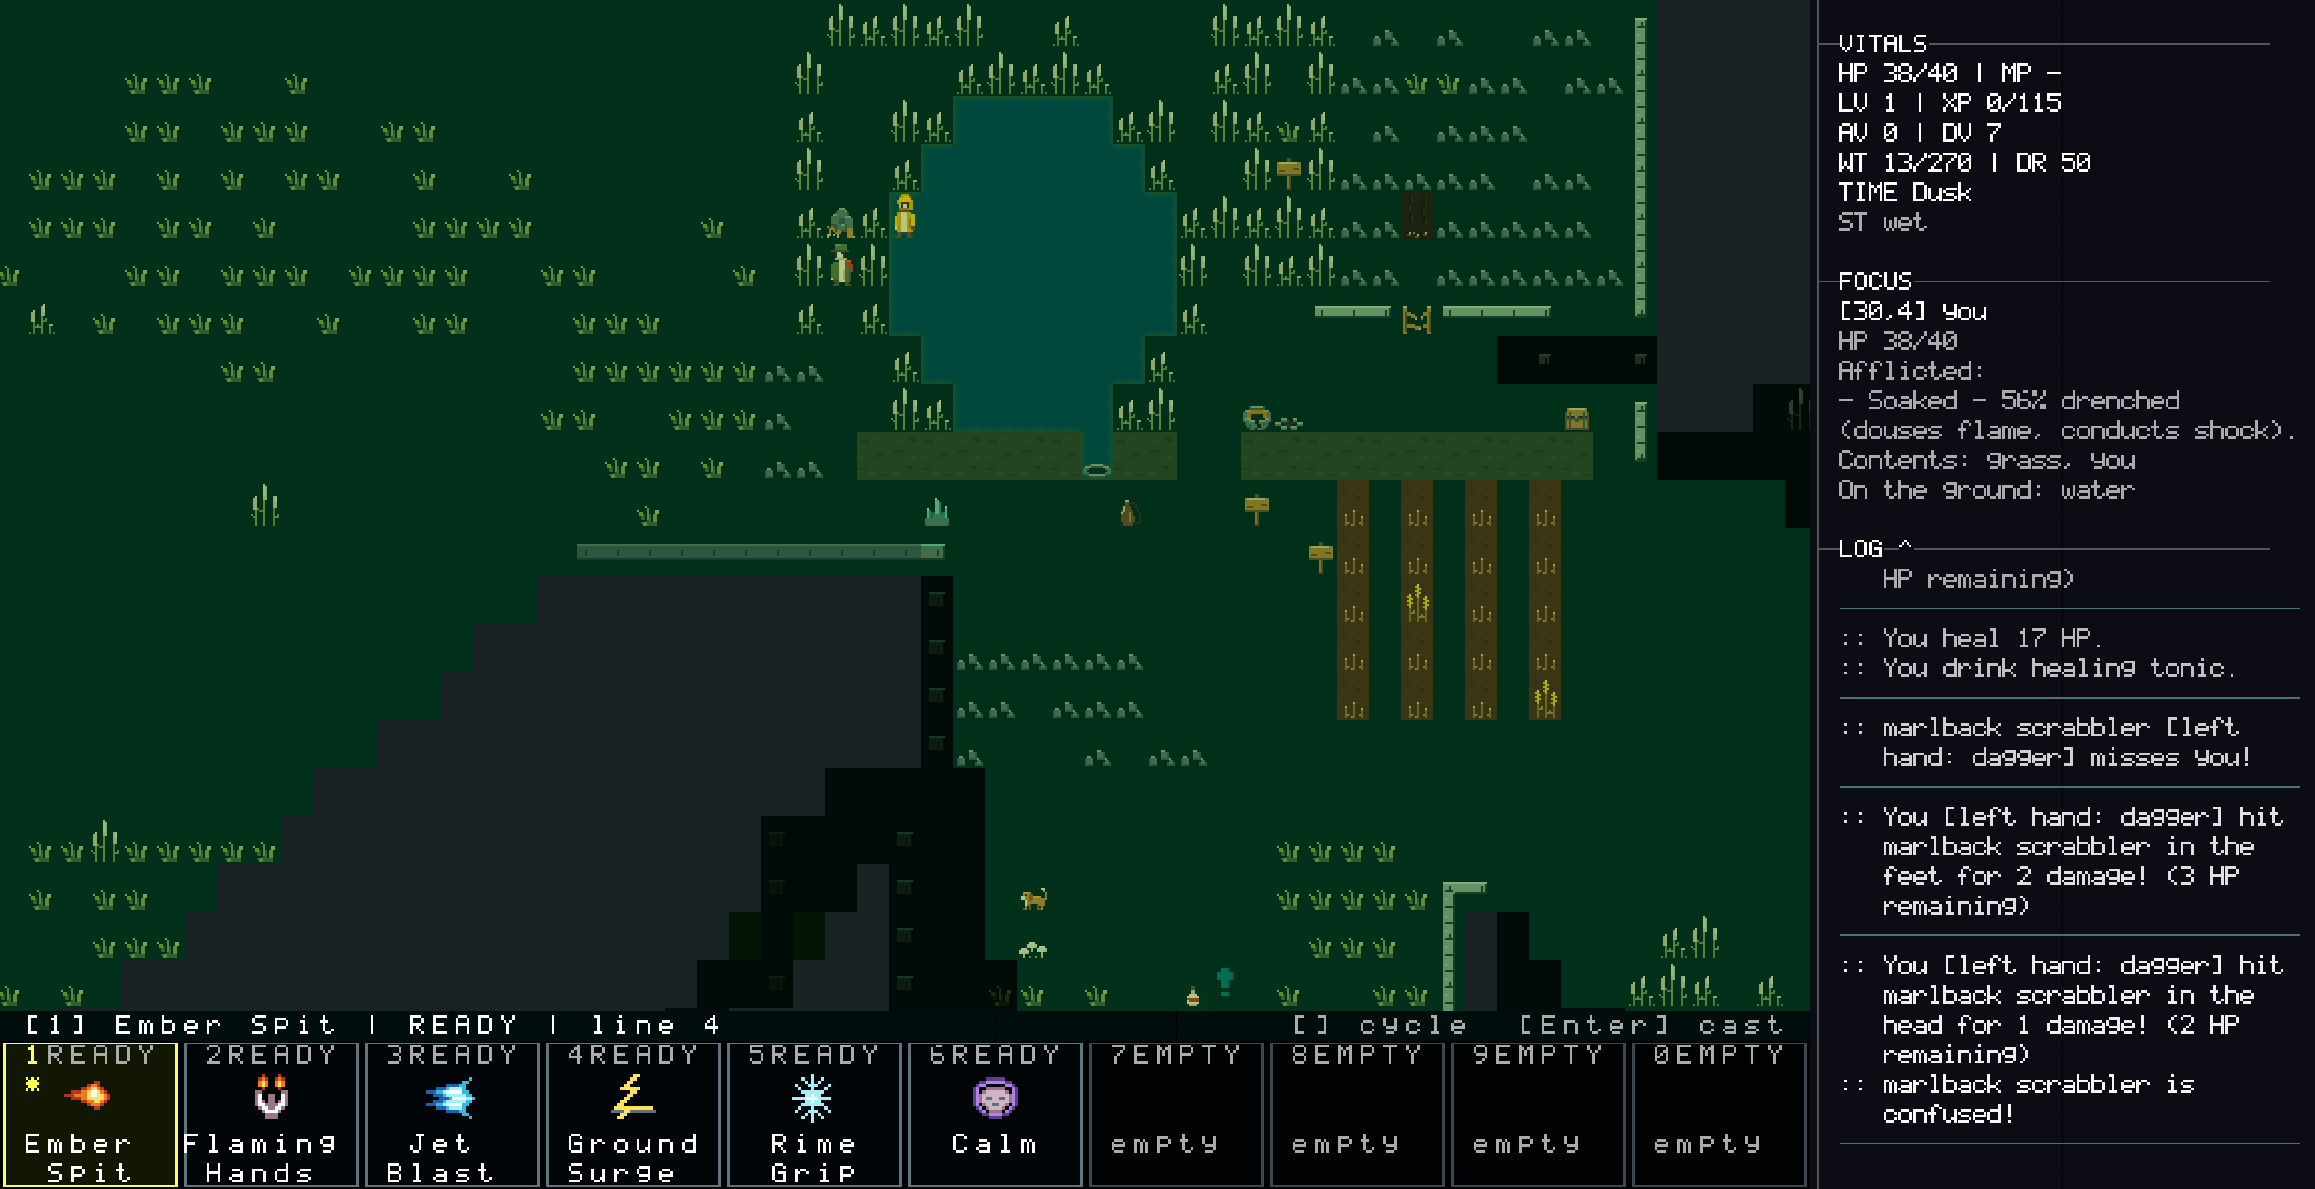 VITALS
HP 38/40 | MP -
LV 1 | XP 0/115
AV 0 | DV 7
WT 13/270 | DR 50
TIME Dusk
ST wet
FOCUS
[30,4] You
HP 38/40
Afflicted:
- Soaked - 56% drenched
(douses flame, conducts shock).
Contents: grass, You
On the ground: water
LOG ^
HP remaining)
:: You heal 17 HP.
:: You drink healing tonic.
:: marlback scrabbler [left
hand: dagger] misses you!
:: You [left hand: dagger] hit
marlback scrabbler in the
feet for 2 damage! (3 HP
remaining)
:: You [left hand: dagger] hit
marlback scrabbler in the
head for 1 damage! (2 HP
remaining)
:: marlback scrabbler is
confused!
[1] Ember Spit | READY | line 4
[] cycle [Enter] cast
1READY
Ember
Spit
2READY
Flaming
Hands
3READY
Jet
Blast
4READY
Ground
Surge
5READY
Rime
Grip
6READY
Calm
7EMPTY
empty
8EMPTY
empty
9EMPTY
empty
0EMPTY
empty